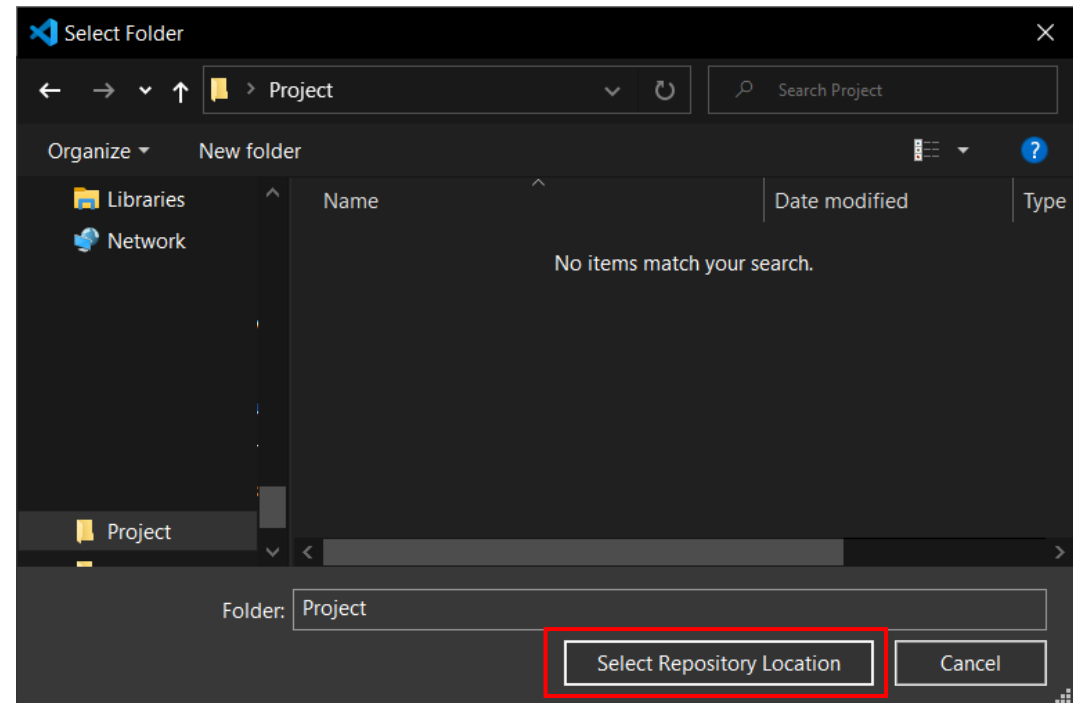 Select Folder
Project
Search Project
Organize
New folder
?
Libraries
Network
Name
Date modified
Type
No items match your search.
Project
Folder:
Project
Select Repository Location
Cancel